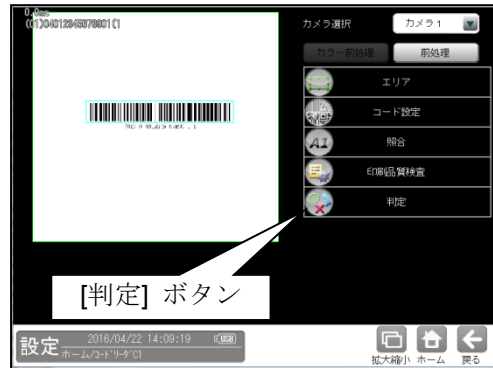 カメラ選択
カメラ1
カラー前処理
前処理
エリア
コード設定
照合
印刷品質検査
判定
[判定] ボタン
設定
2016/04/22 14:09:19
USB
ホーム/コードリーダC1
拡大縮小
ホーム
戻る